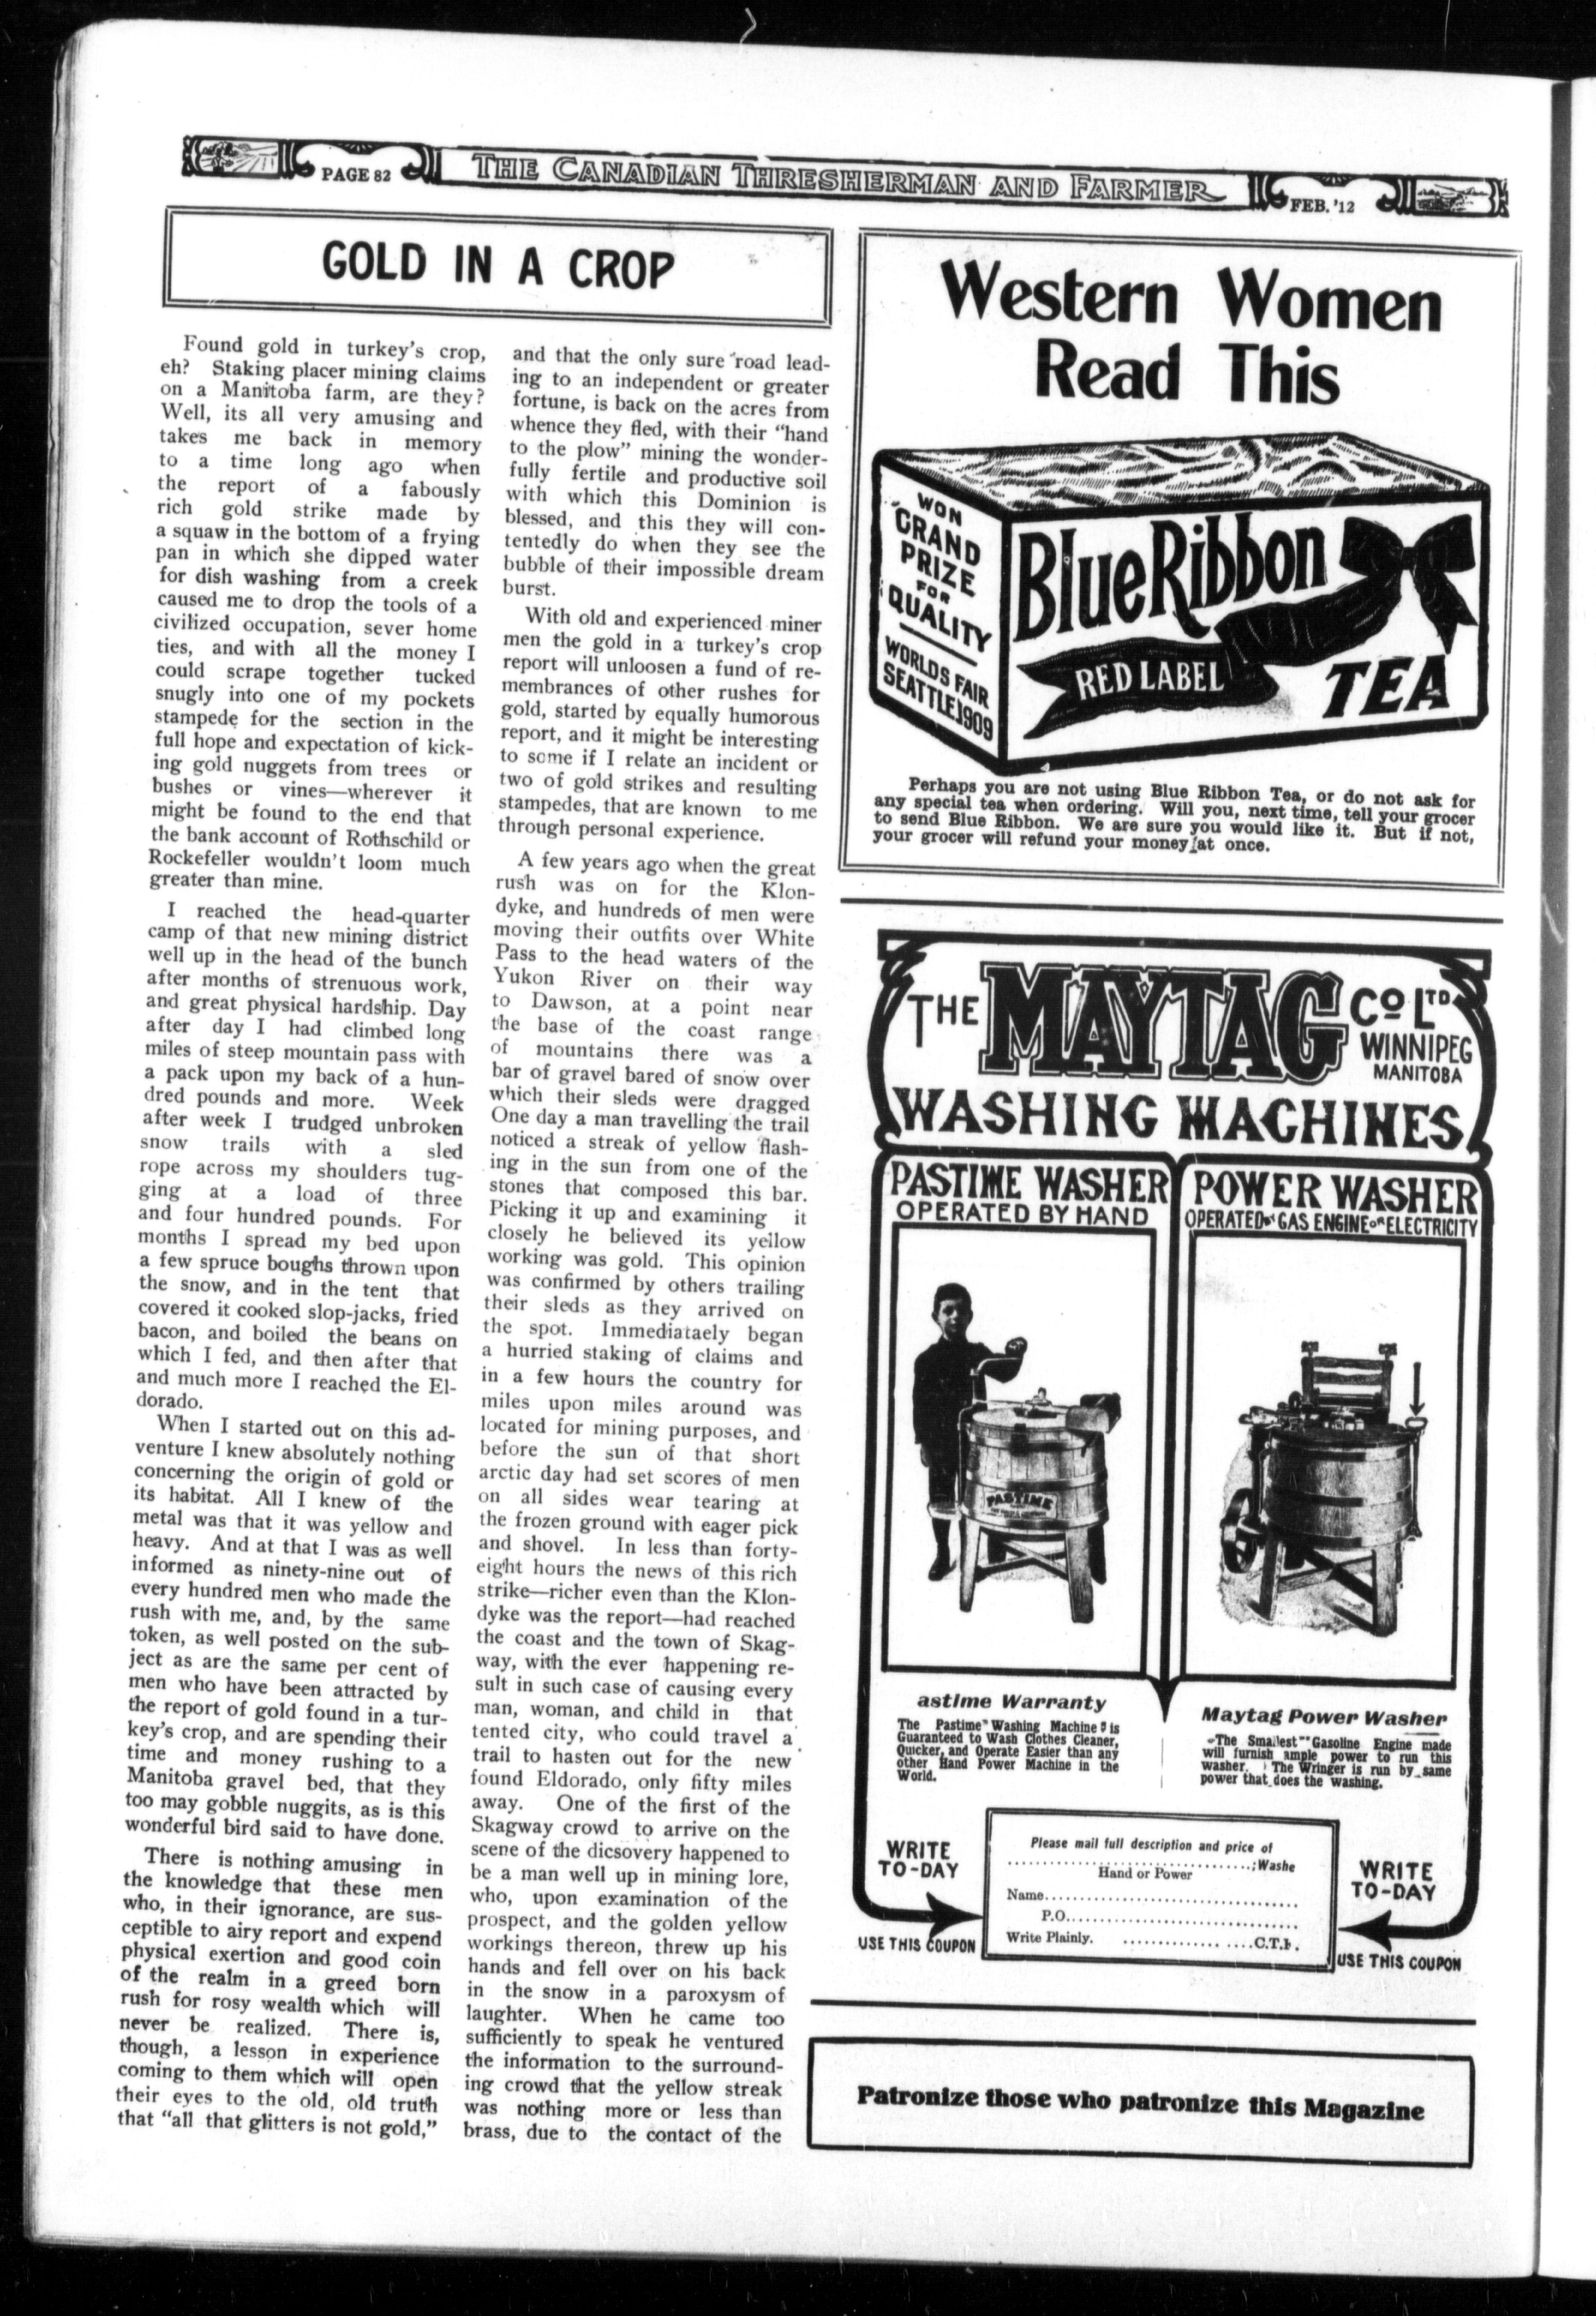 PAGE 82
THE CANADIAN THRESHERMAN AND FARMER
FEB. '12
GOLD IN A CROP
Found gold in turkey's crop,
eh? Staking placer mining claims
on a Manitoba farm, are they?
Well, its all very amusing and
takes me back in memory
to a time long ago when
the report of a fabously
rich gold strike made by
a squaw in the bottom of a frying
pan in which she dipped water
for dish washing from a creek
caused me to drop the tools of a
civilized occupation, sever home
ties, and with all the money I
could scrape together tucked
snugly into one of my pockets
stampede for the section in the
full hope and expectation of kick-
ing gold nuggets from trees or
bushes or vines—wherever it
might be found to the end that
the bank account of Rothschild or
Rockefeller wouldn't loom much
greater than mine.
I reached the head-quarter
camp of that new mining district
well up in the head of the bunch
after months of strenuous work,
and great physical hardship. Day
after day I had climbed long
miles of steep mountain pass with
a pack upon my back of a hun-
dred pounds and more. Week
after week I trudged unbroken
snow trails with a sled
rope across my shoulders tug-
ging at a load of three
and four hundred pounds. For
months I spread my bed upon
a few spruce boughs thrown upon
the snow, and in the tent that
covered it cooked slop-jacks, fried
bacon, and boiled the beans on
which I fed, and then after that
and much more I reached the El-
dorado.
When I started out on this ad-
venture I knew absolutely nothing
concerning the origin of gold or
its habitat. All I knew of the
metal was that it was yellow and
heavy. And at that I was as well
informed as ninety-nine out of
every hundred men who made the
rush with me, and, by the same
token, as well posted on the sub-
ject as are the same per cent of
men who have been attracted by
the report of gold found in a tur-
key's crop, and are spending their
time and money rushing to a
Manitoba gravel bed, that they
too may gobble nuggits, as is this
wonderful bird said to have done.
There is nothing amusing in
the knowledge that these men
who, in their ignorance, are sus-
ceptible to airy report and expend
physical exertion and good coin
of the realm in a greed born
rush for rosy wealth which will
never be realized. There is,
though, a lesson in experience
coming to them which will open
their eyes to the old, old truth
that "all that glitters is not gold,"
and that the only sure road lead-
ing to an independent or greater
fortune, is back on the acres from
whence they fled, with their "hand
to the plow" mining the wonder-
fully fertile and productive soil
with which this Dominion is
blessed, and this they will con-
tentedly do when they see the
bubble of their impossible dream
burst.
With old and experienced miner
men the gold in a turkey's crop
report will unloosen a fund of re-
membrances of other rushes for
gold, started by equally humorous
report, and it might be interesting
to some if I relate an incident or
two of gold strikes and resulting
stampedes, that are known to me
through personal experience.
A few years ago when the great
rush was on for the Klon-
dyke, and hundreds of men were
moving their outfits over White
Pass to the head waters of the
Yukon River on their way
to Dawson, at a point near
the base of the coast range
of mountains there was a
bar of gravel bared of snow over
which their sleds were dragged
One day a man travelling the trail
noticed a streak of yellow flash-
ing in the sun from one of the
stones that composed this bar.
Picking it up and examining it
closely he believed its yellow
working was gold. This opinion
was confirmed by others trailing
their sleds as they arrived on
the spot. Immediataely began
a hurried staking of claims and
in a few hours the country for
miles upon miles around was
located for mining purposes, and
before the sun of that short
arctic day had set scores of men
on all sides wear tearing at
the frozen ground with eager pick
and shovel. In less than forty-
eight hours the news of this rich
strike—richer even than the Klon-
dyke was the report—had reached
the coast and the town of Skag-
way, with the ever happening re-
sult in such case of causing every
man, woman, and child in that
tented city, who could travel a
trail to hasten out for the new
found Eldorado, only fifty miles
away. One of the first of the
Skagway crowd to arrive on the
scene of the dicsovery happened to
be a man well up in mining lore,
who, upon examination of the
prospect, and the golden yellow
workings thereon, threw up his
hands and fell over on his back
in the snow in a paroxysm of
laughter. When he came too
sufficiently to speak he ventured
the information to the surround-
ing crowd that the yellow streak
was nothing more or less than
brass, due to the contact of the
Western Women
Read This
WON
GRAND
PRIZE
FOR
QUALITY
WORLDS FAIR
SEATTLE 1909
Blue Ribbon
RED LABEL
TEA
Perhaps you are not using Blue Ribbon Tea, or do not ask for
any special tea when ordering. Will you, next time, tell your grocer
to send Blue Ribbon. We are sure you would like it. But if not,
your grocer will refund your money at once.
THE MAYTAG CO LTD
WINNIPEG
MANITOBA
WASHING MACHINES
PASTIME WASHER
OPERATED BY HAND
POWER WASHER
OPERATED BY GAS ENGINE OR ELECTRICITY
PASTIME
astime Warranty
The Pastime Washing Machine is
Guaranteed to Wash Clothes Cleaner,
Quicker, and Operate Easier than any
other Hand Power Machine in the
World.
Maytag Power Washer
The Smallest Gasoline Engine made
will furnish ample power to run this
washer. The Wringer is run by same
power that does the washing.
WRITE
TO-DAY
USE THIS COUPON
Please mail full description and price of
..........................................;Washe
Hand or Power
Name..........................................
P.O..........................................
Write Plainly. ....................C.T.F.
WRITE
TO-DAY
USE THIS COUPON
Patronize those who patronize this Magazine